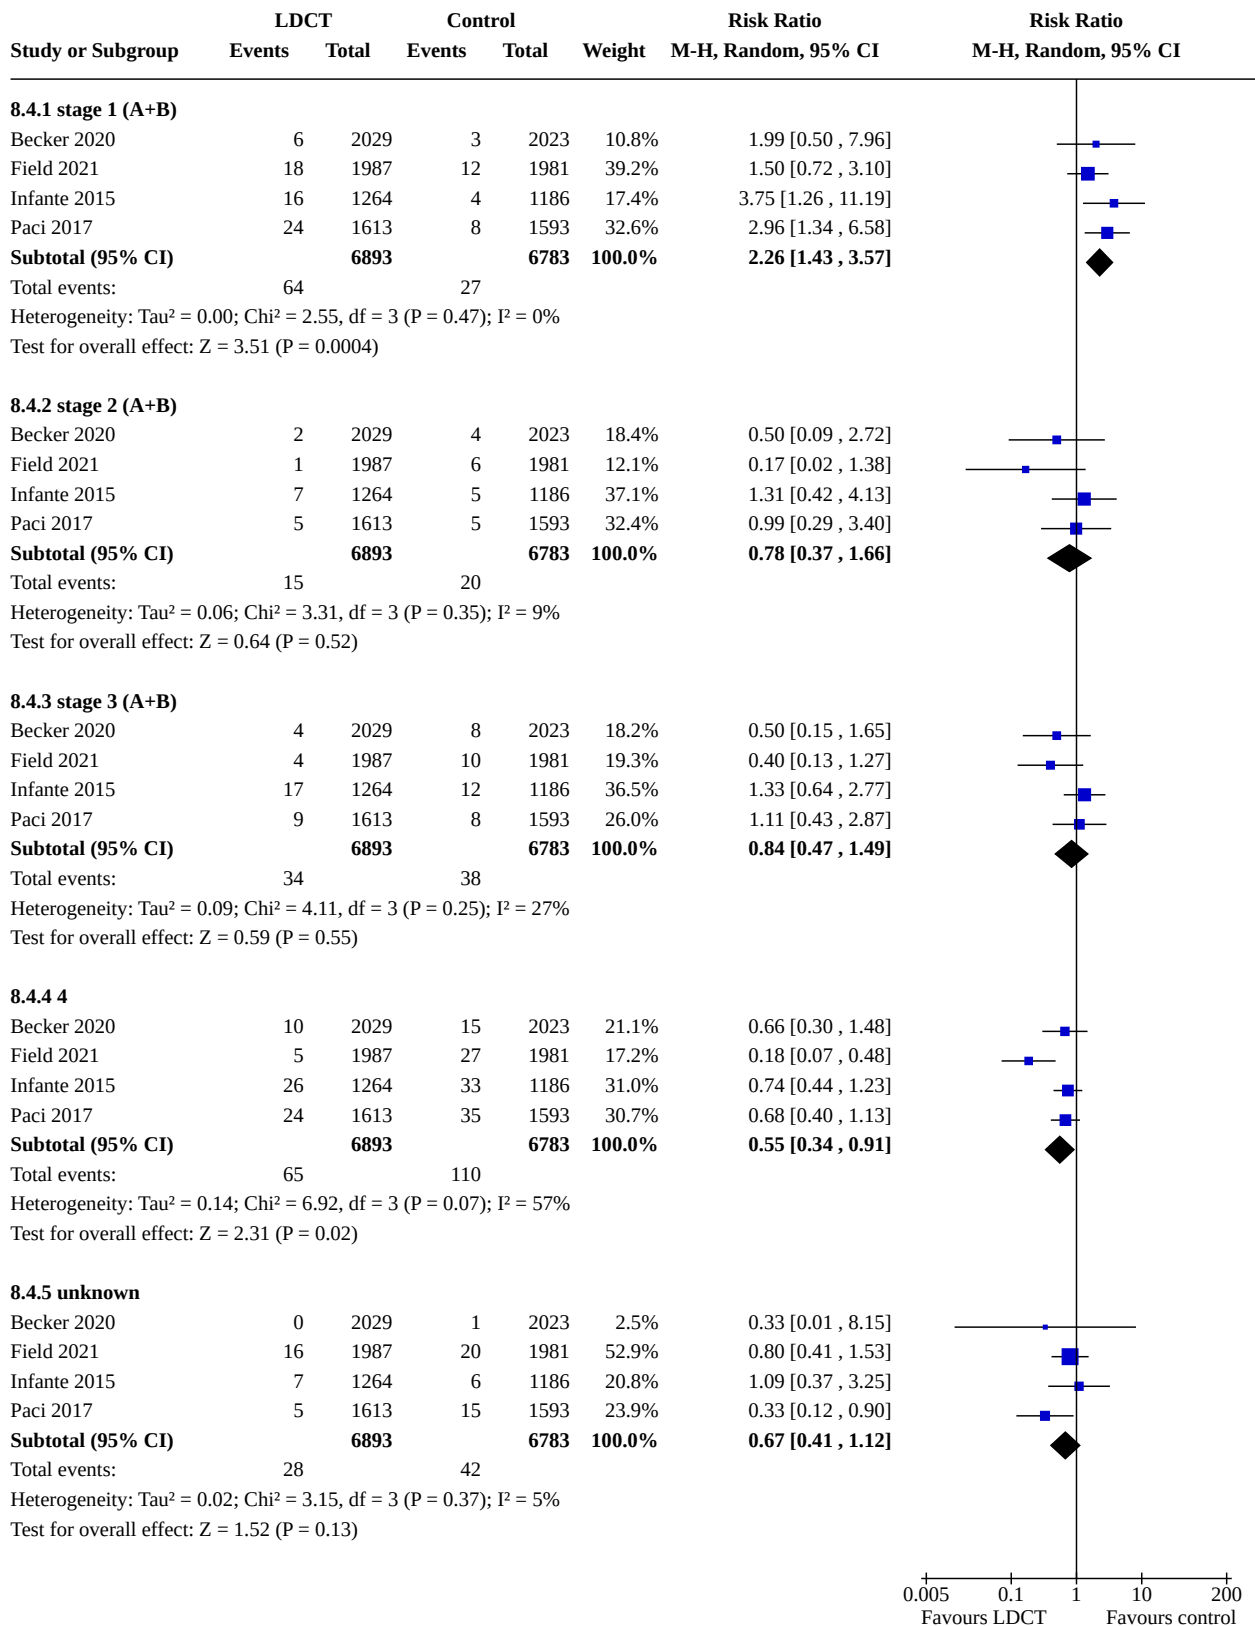 LDCT Control Risk Ratio Risk Ratio
Study or Subgroup Events Total Events Total Weight M-H, Random, 95% CI M-H, Random, 95% CI
8.4.1 stage 1 (A+B)
Becker 2020 6 2029 3 2023 10.8% 1.99 [0.50 , 7.96]
Field 2021 18 1987 12 1981 39.2% 1.50 [0.72 , 3.10]
Infante 2015 16 1264 4 1186 17.4% 3.75 [1.26 , 11.19]
Paci 2017 24 1613 8 1593 32.6% 2.96 [1.34 , 6.58]
Subtotal (95% CI) 6893 6783 100.0% 2.26 [1.43 , 3.57]
Total events: 64 27
Heterogeneity: Tau² = 0.00; Chi² = 2.55, df = 3 (P = 0.47); I² = 0%
Test for overall effect: Z = 3.51 (P = 0.0004)
8.4.2 stage 2 (A+B)
Becker 2020 2 2029 4 2023 18.4% 0.50 [0.09 , 2.72]
Field 2021 1 1987 6 1981 12.1% 0.17 [0.02 , 1.38]
Infante 2015 7 1264 5 1186 37.1% 1.31 [0.42 , 4.13]
Paci 2017 5 1613 5 1593 32.4% 0.99 [0.29 , 3.40]
Subtotal (95% CI) 6893 6783 100.0% 0.78 [0.37 , 1.66]
Total events: 15 20
Heterogeneity: Tau² = 0.06; Chi² = 3.31, df = 3 (P = 0.35); I² = 9%
Test for overall effect: Z = 0.64 (P = 0.52)
8.4.3 stage 3 (A+B)
Becker 2020 4 2029 8 2023 18.2% 0.50 [0.15 , 1.65]
Field 2021 4 1987 10 1981 19.3% 0.40 [0.13 , 1.27]
Infante 2015 17 1264 12 1186 36.5% 1.33 [0.64 , 2.77]
Paci 2017 9 1613 8 1593 26.0% 1.11 [0.43 , 2.87]
Subtotal (95% CI) 6893 6783 100.0% 0.84 [0.47 , 1.49]
Total events: 34 38
Heterogeneity: Tau² = 0.09; Chi² = 4.11, df = 3 (P = 0.25); I² = 27%
Test for overall effect: Z = 0.59 (P = 0.55)
8.4.4 4
Becker 2020 10 2029 15 2023 21.1% 0.66 [0.30 , 1.48]
Field 2021 5 1987 27 1981 17.2% 0.18 [0.07 , 0.48]
Infante 2015 26 1264 33 1186 31.0% 0.74 [0.44 , 1.23]
Paci 2017 24 1613 35 1593 30.7% 0.68 [0.40 , 1.13]
Subtotal (95% CI) 6893 6783 100.0% 0.55 [0.34 , 0.91]
Total events: 65 110
Heterogeneity: Tau² = 0.14; Chi² = 6.92, df = 3 (P = 0.07); I² = 57%
Test for overall effect: Z = 2.31 (P = 0.02)
8.4.5 unknown
Becker 2020 0 2029 1 2023 2.5% 0.33 [0.01 , 8.15]
Field 2021 16 1987 20 1981 52.9% 0.80 [0.41 , 1.53]
Infante 2015 7 1264 6 1186 20.8% 1.09 [0.37 , 3.25]
Paci 2017 5 1613 15 1593 23.9% 0.33 [0.12 , 0.90]
Subtotal (95% CI) 6893 6783 100.0% 0.67 [0.41 , 1.12]
Total events: 28 42
Heterogeneity: Tau² = 0.02; Chi² = 3.15, df = 3 (P = 0.37); I² = 5%
Test for overall effect: Z = 1.52 (P = 0.13)
0.005 0.1 1 10 200
Favours LDCT Favours control